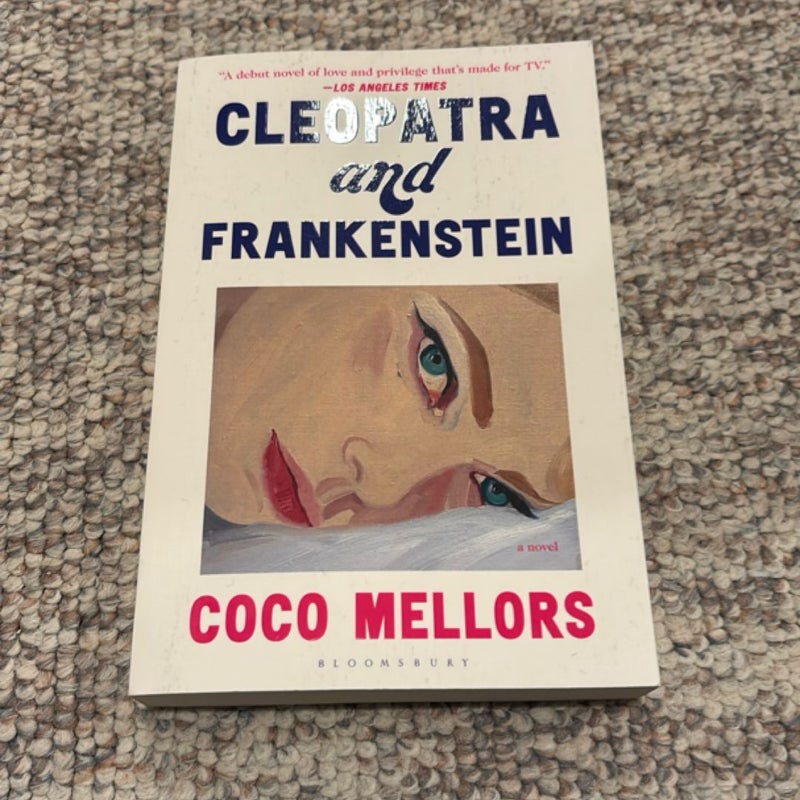 “A debut novel of love and privilege that’s made for TV.”
—LOS ANGELES TIMES
CLEOPATRA
and
FRANKENSTEIN
a novel
COCO MELLORS
BLOOMSBURY